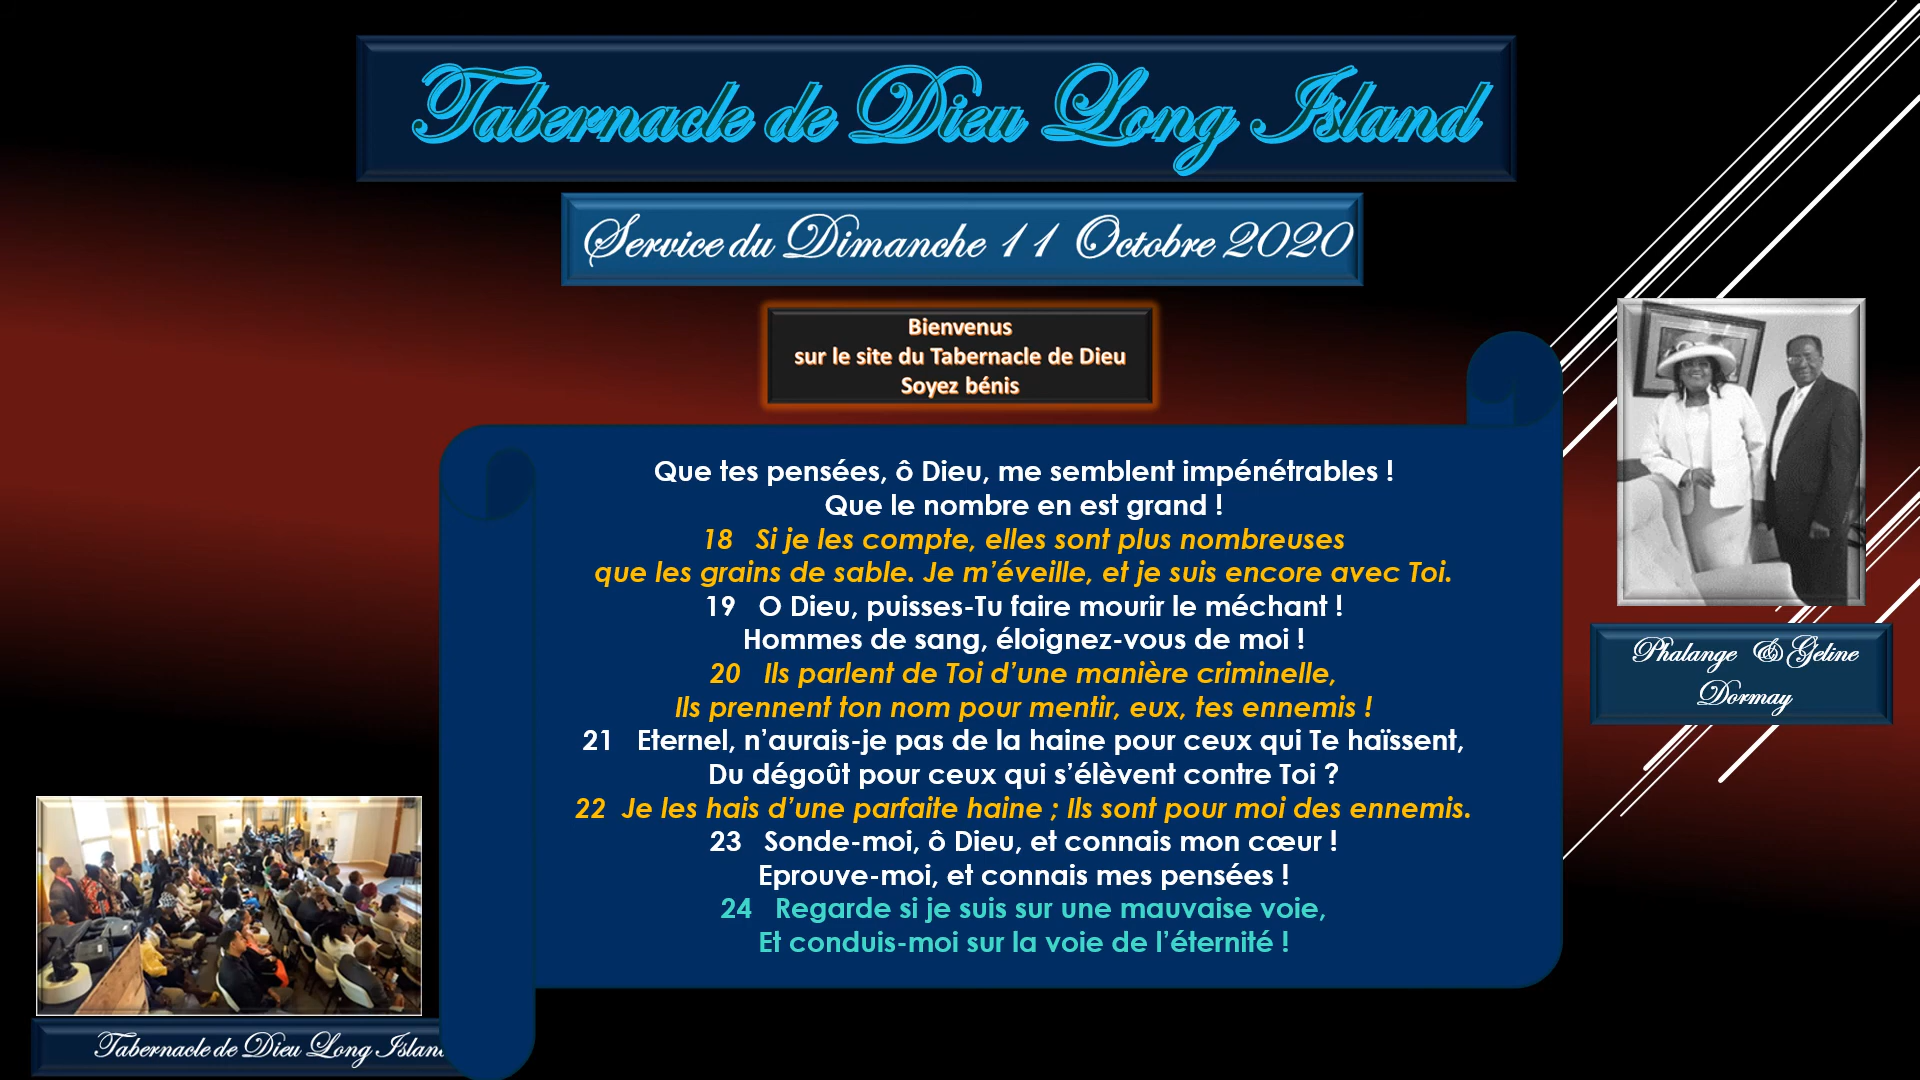 Tabernacle de Dieu Long Island
Service du Dimanche 11 Octobre 2020
Bienvenus
sur le site du Tabernacle de Dieu
Soyez bénis
Que tes pensées, ô Dieu, me semblent impénétrables !
Que le nombre en est grand !
18 Si je les compte, elles sont plus nombreuses
que les grains de sable. Je m’éveille, et je suis encore avec Toi.
19 O Dieu, puisses-Tu faire mourir le méchant !
Hommes de sang, éloignez-vous de moi !
20 Ils parlent de Toi d’une manière criminelle,
Ils prennent ton nom pour mentir, eux, tes ennemis !
21 Eternel, n’aurais-je pas de la haine pour ceux qui Te haïssent,
Du dégoût pour ceux qui s’élèvent contre Toi ?
22 Je les hais d’une parfaite haine ; Ils sont pour moi des ennemis.
23 Sonde-moi, ô Dieu, et connais mon cœur !
Eprouve-moi, et connais mes pensées !
24 Regarde si je suis sur une mauvaise voie,
Et conduis-moi sur la voie de l’éternité !
Phalange & Géline
Dormay
Tabernacle de Dieu Long Islan